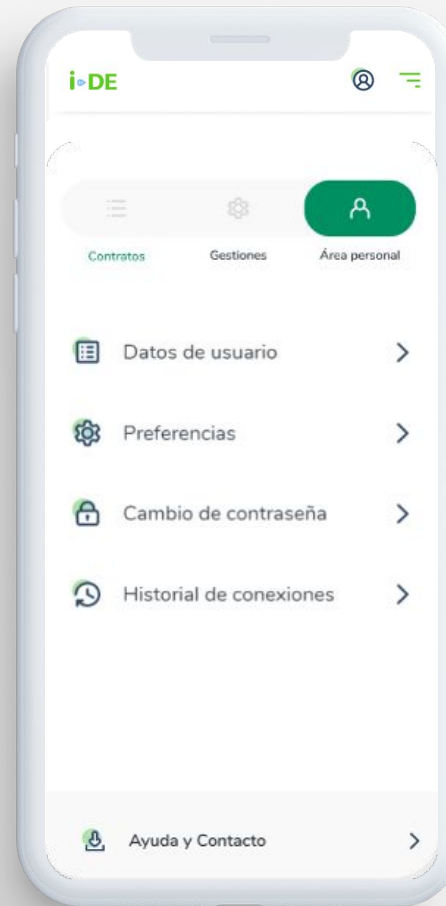 i-DE
Contratos Gestiones Área personal
Datos de usuario
Preferencias
Cambio de contraseña
Historial de conexiones
Ayuda y Contacto